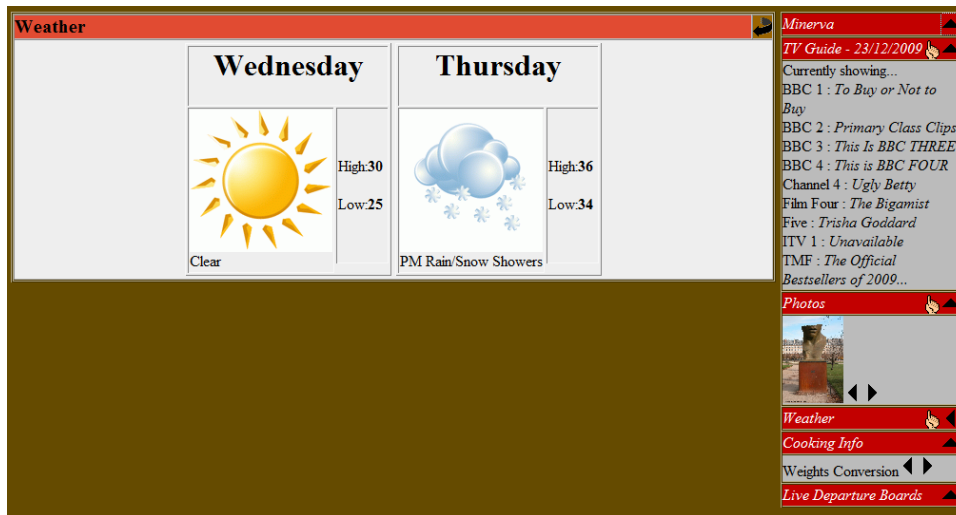 Weather
Wednesday
Thursday
High:30
Low:25
Clear
High:36
Low:34
PM Rain/Snow Showers
Minerva
TV Guide - 23/12/2009
Currently showing...
BBC 1 : To Buy or Not to
Buy
BBC 2 : Primary Class Clips
BBC 3 : This Is BBC THREE
BBC 4 : This is BBC FOUR
Channel 4 : Ugly Betty
Film Four : The Bigamist
Five : Trisha Goddard
ITV 1 : Unavailable
TMF : The Official
Bestsellers of 2009...
Photos
Weather
Cooking Info
Weights Conversion
Live Departure Boards